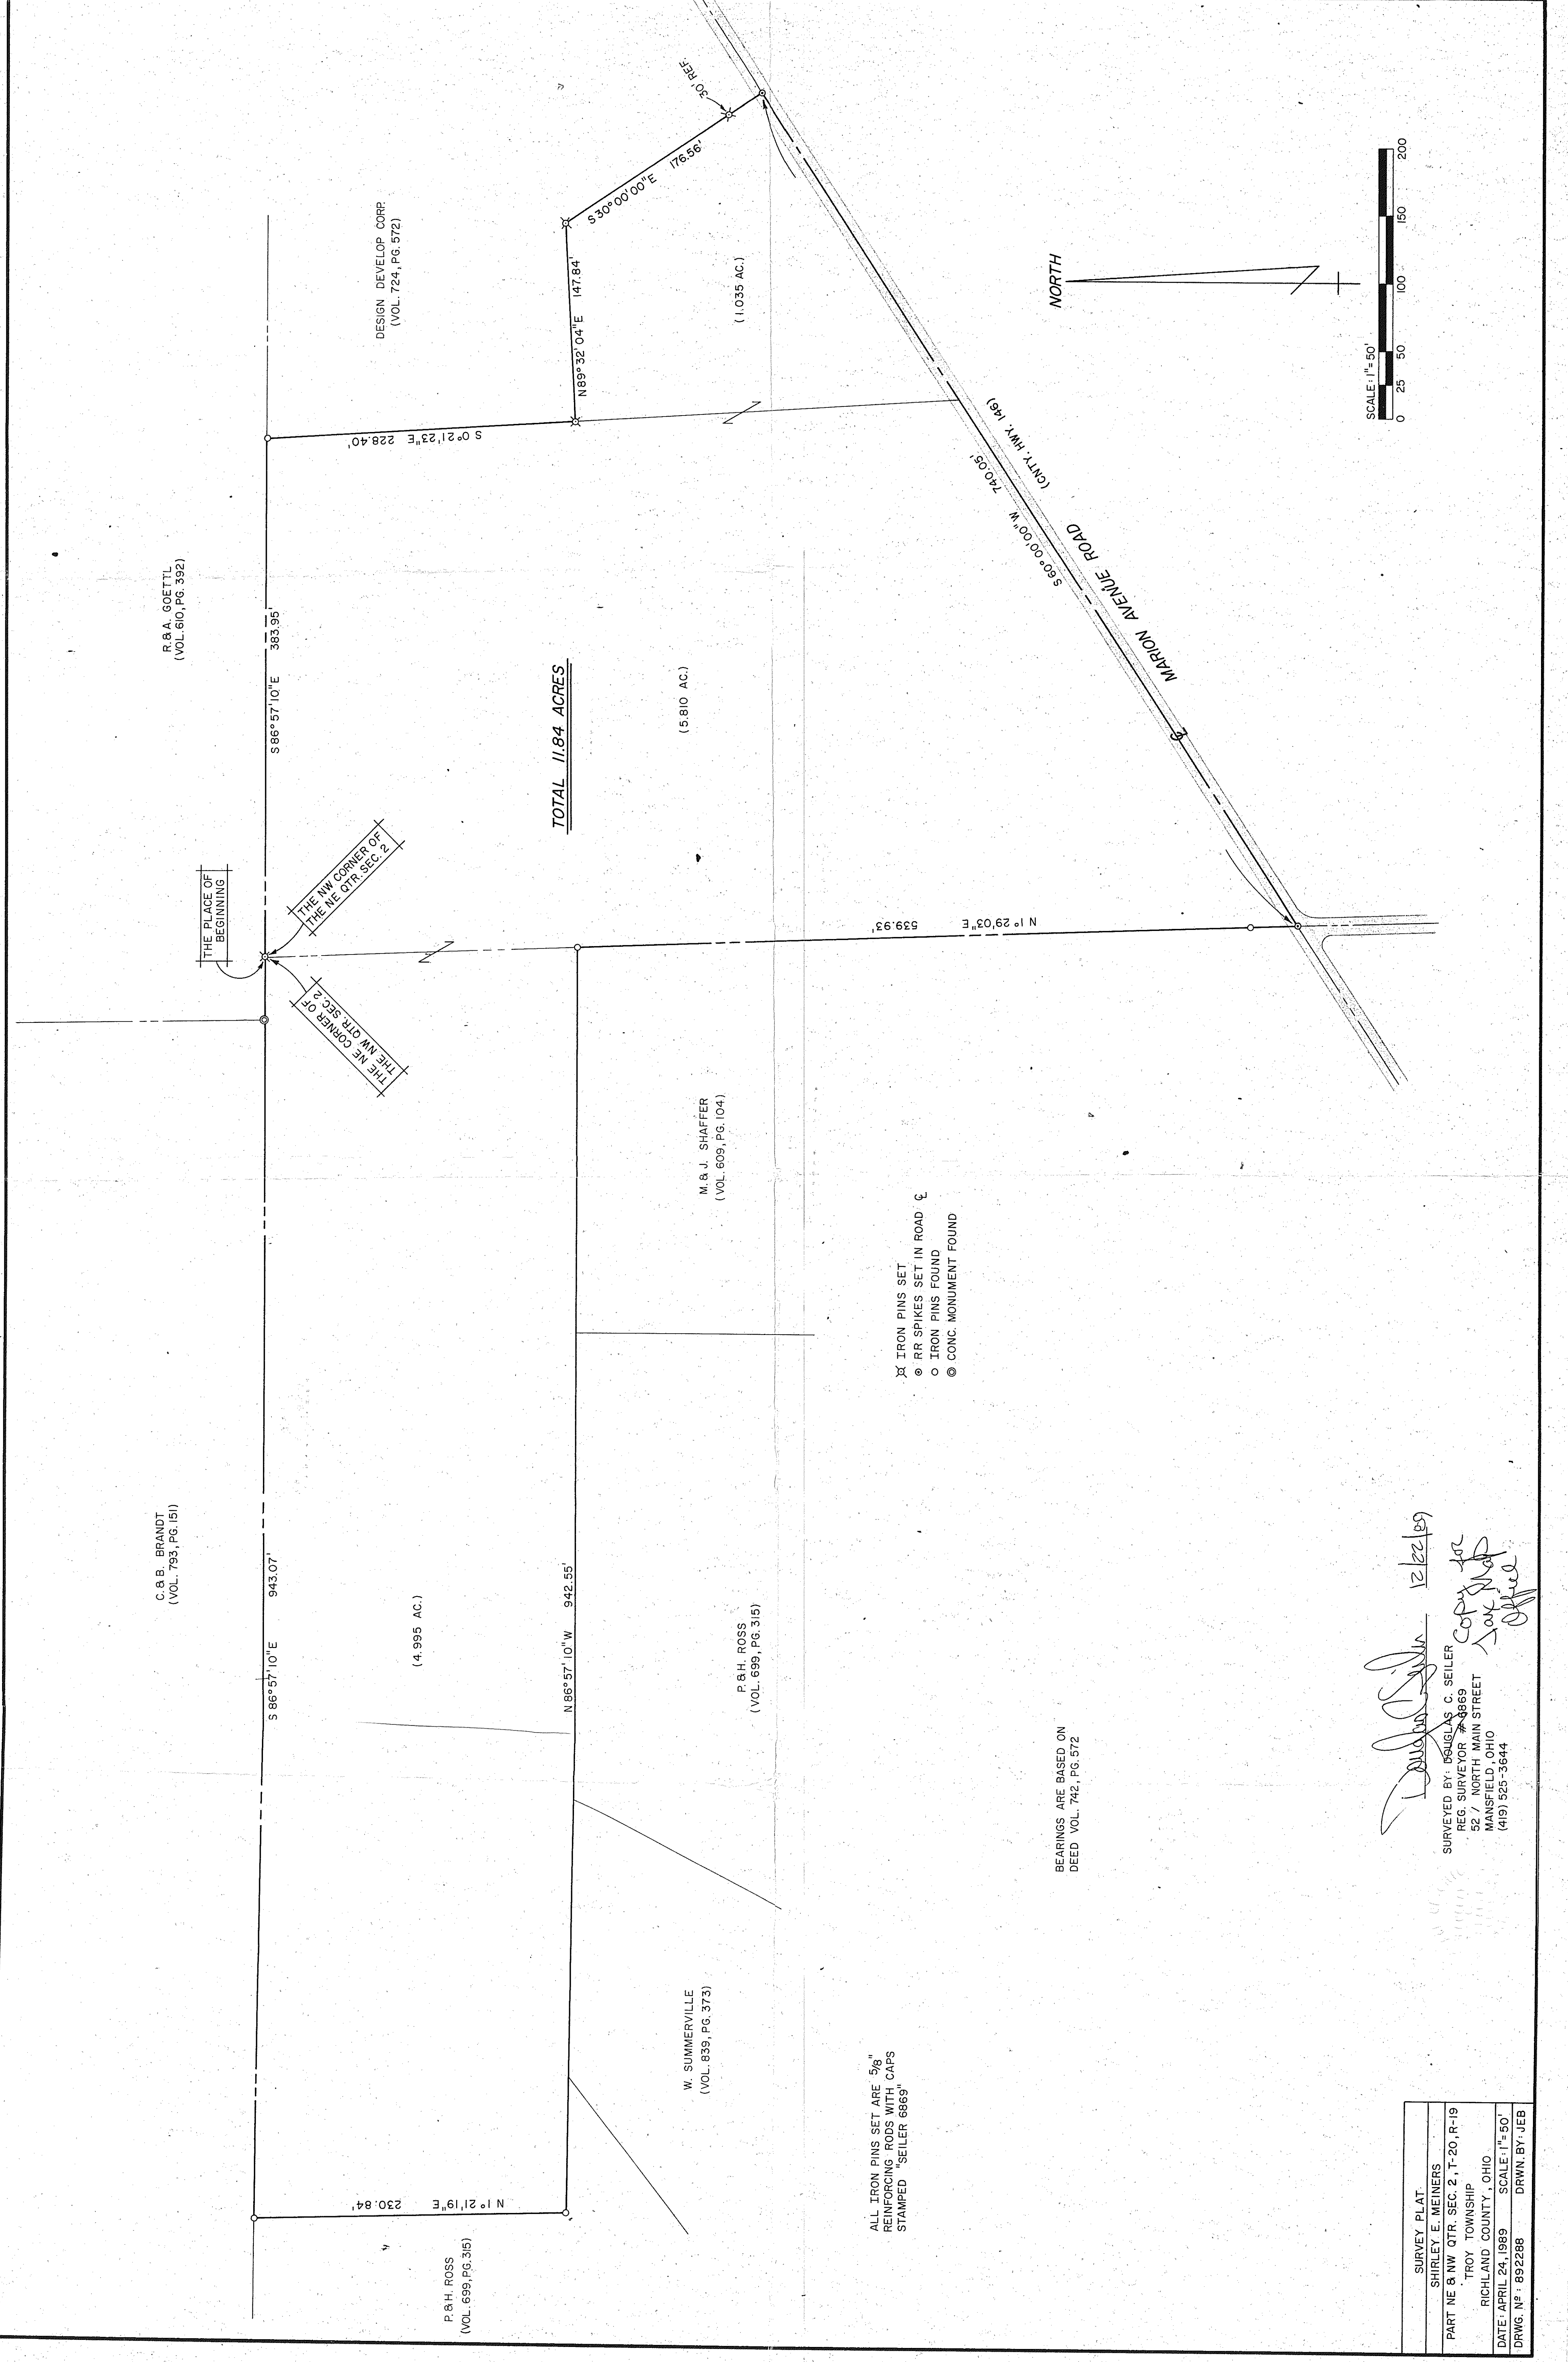 C. & B. BRANDT
(VOL. 793, PG. 151)
R. & A. GOETTL
(VOL. 610, PG. 392)
THE PLACE OF
BEGINNING
THE NE CORNER OF
THE NW QTR. SEC. 2
THE NW CORNER OF
THE NE QTR. SEC. 2
S 86°57'10"E 943.07'
S 86°57'10"E 383.95'
DESIGN DEVELOP CORP.
(VOL. 724, PG. 572)
S 0°21'23"E 228.40'
N 89°32'04"E 147.84'
S 30°00'00"E 176.56'
30' REF.
(1.035 AC.)
N 1°21'19"E 230.84'
P. & H. ROSS
(VOL. 699, PG. 315)
(4.995 AC.)
N 86°57'10"W 942.55'
TOTAL 11.84 ACRES
(5.810 AC.)
W. SUMMERVILLE
(VOL. 839, PG. 373)
P. & H. ROSS
(VOL. 699, PG. 315)
M. & J. SHAFFER
(VOL. 609, PG. 104)
N 1°29'03"E 539.93'
S 60°00'00"W 740.05'
(CNTY. HWY. 146)
MARION AVENUE ROAD
℄
ALL IRON PINS SET ARE 5/8"
REINFORCING RODS WITH CAPS
STAMPED "SEILER 6869"
IRON PINS SET
RR SPIKES SET IN ROAD ℄
IRON PINS FOUND
CONC. MONUMENT FOUND
BEARINGS ARE BASED ON
DEED VOL. 742, PG. 572
NORTH
SCALE: 1"=50'
0 25 50 100 150 200
12/22/89
SURVEYED BY: DOUGLAS C. SEILER
REG. SURVEYOR #6869
52 / NORTH MAIN STREET
MANSFIELD, OHIO
(419) 525-3644
Copy for
Tax Map
Office
SURVEY PLAT
SHIRLEY E. MEINERS
PART NE & NW QTR. SEC. 2, T-20, R-19
TROY TOWNSHIP
RICHLAND COUNTY, OHIO
DATE: APRIL 24, 1989 SCALE: 1"=50'
DRWG. Nº: 892288 DRWN. BY: JEB